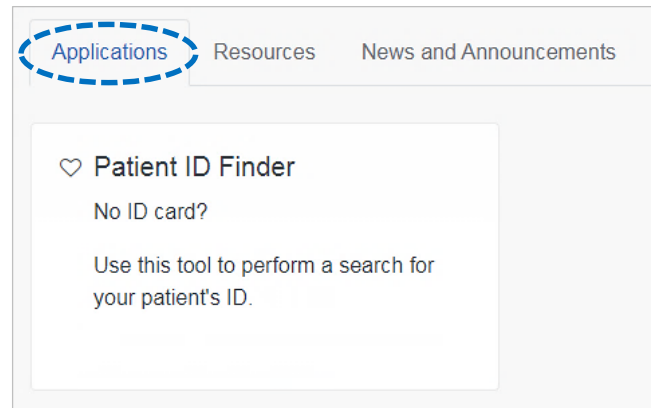 Applications Resources News and Announcements
Patient ID Finder
No ID card?
Use this tool to perform a search for
your patient's ID.